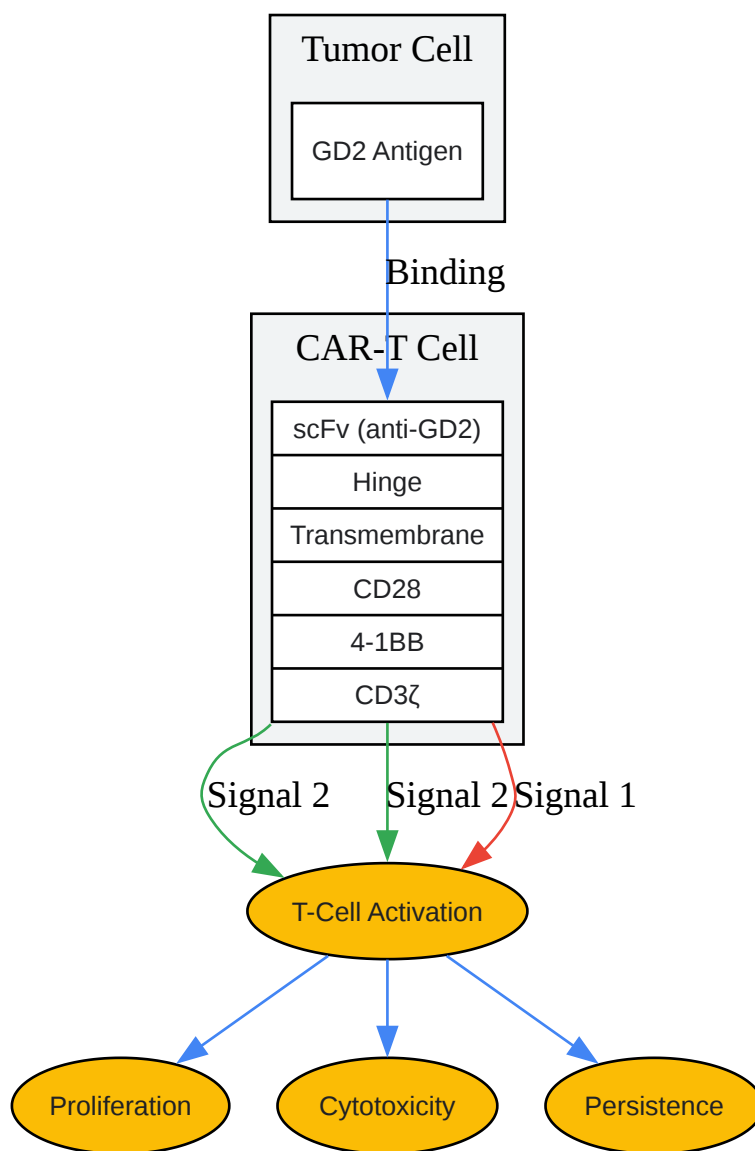 Tumor Cell
GD2 Antigen
Binding
CAR-T Cell
scFv (anti-GD2)
Hinge
Transmembrane
CD28
4-1BB
CD3ζ
Signal 2
Signal 2
Signal 1
T-Cell Activation
Proliferation
Cytotoxicity
Persistence